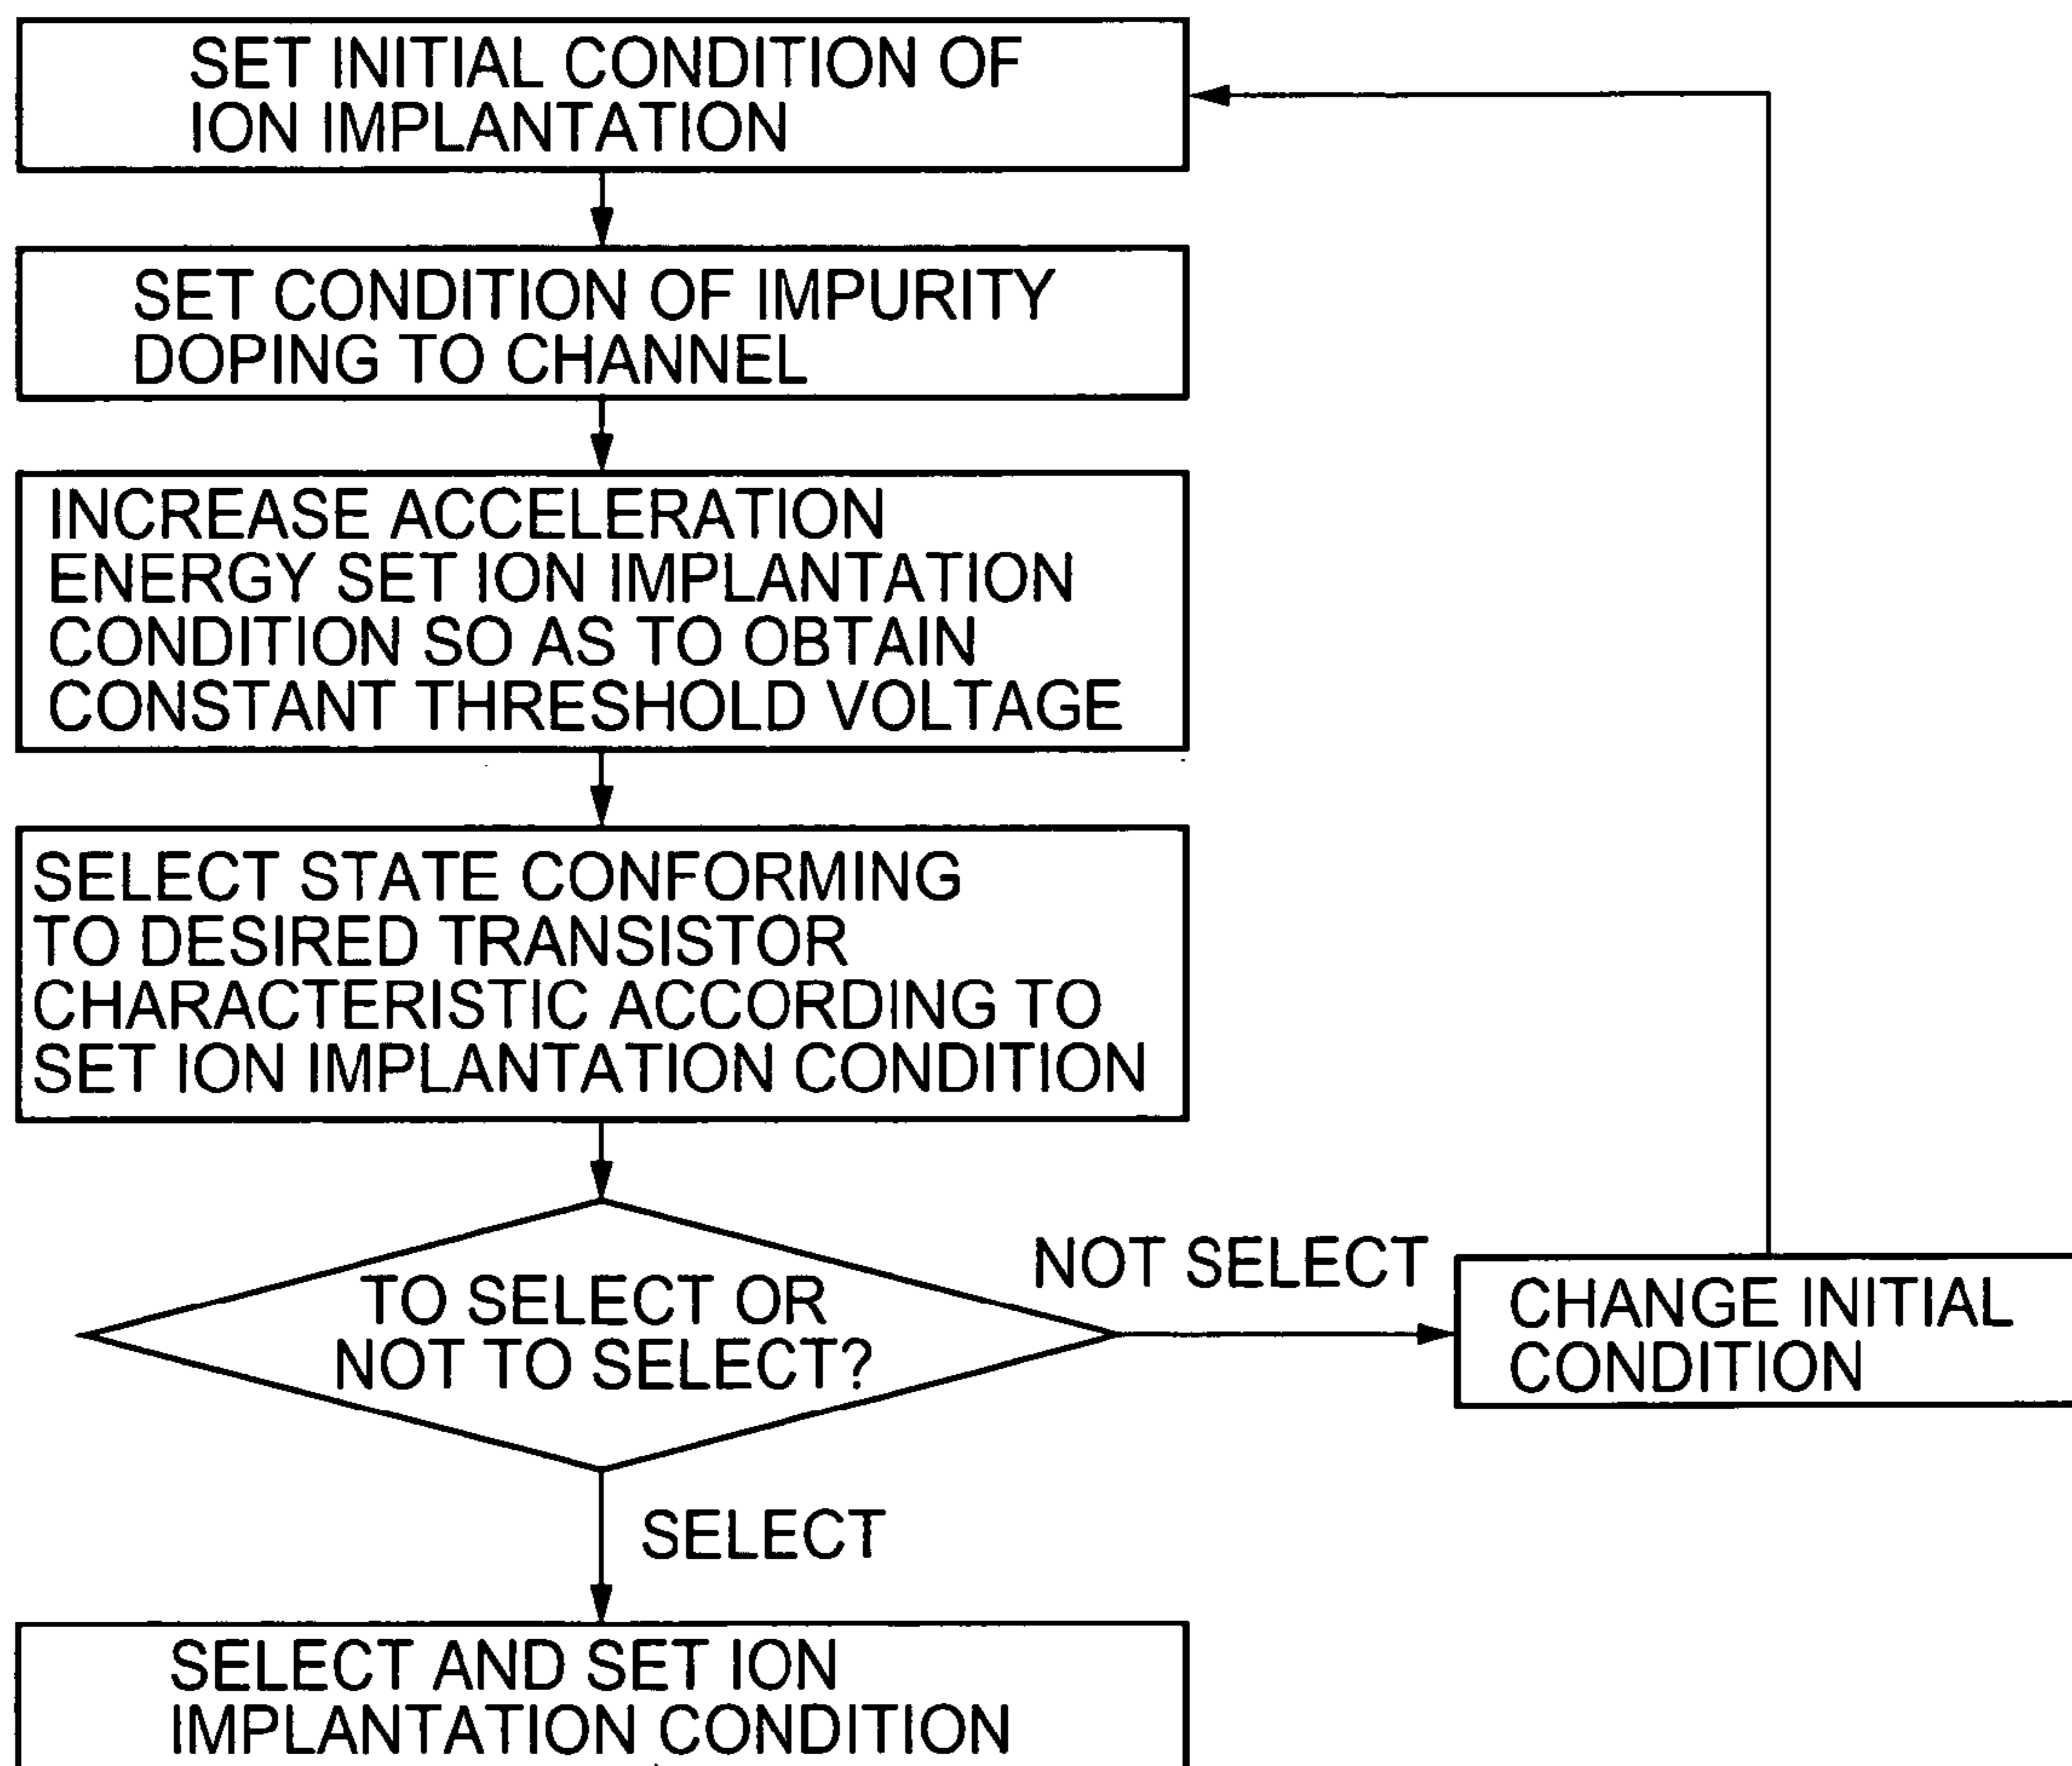 SET INITIAL CONDITION OF
ION IMPLANTATION
SET CONDITION OF IMPURITY
DOPING TO CHANNEL
INCREASE ACCELERATION
ENERGY SET ION IMPLANTATION
CONDITION SO AS TO OBTAIN
CONSTANT THRESHOLD VOLTAGE
SELECT STATE CONFORMING
TO DESIRED TRANSISTOR
CHARACTERISTIC ACCORDING TO
SET ION IMPLANTATION CONDITION
TO SELECT OR
NOT TO SELECT?
NOT SELECT
CHANGE INITIAL
CONDITION
SELECT
SELECT AND SET ION
IMPLANTATION CONDITION